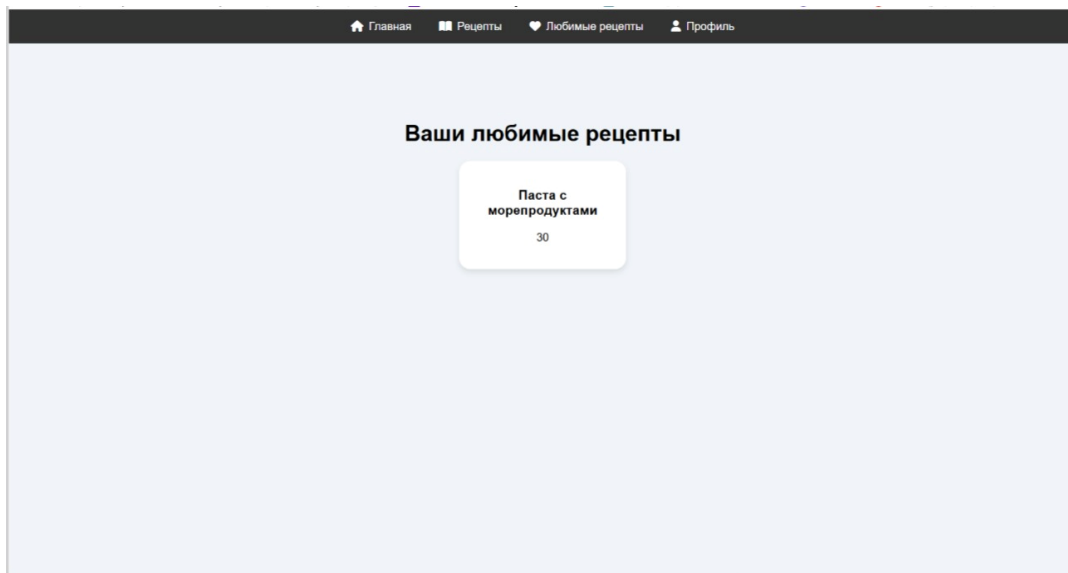 Главная Рецепты Любимые рецепты Профиль
Ваши любимые рецепты
Паста с
морепродуктами
30